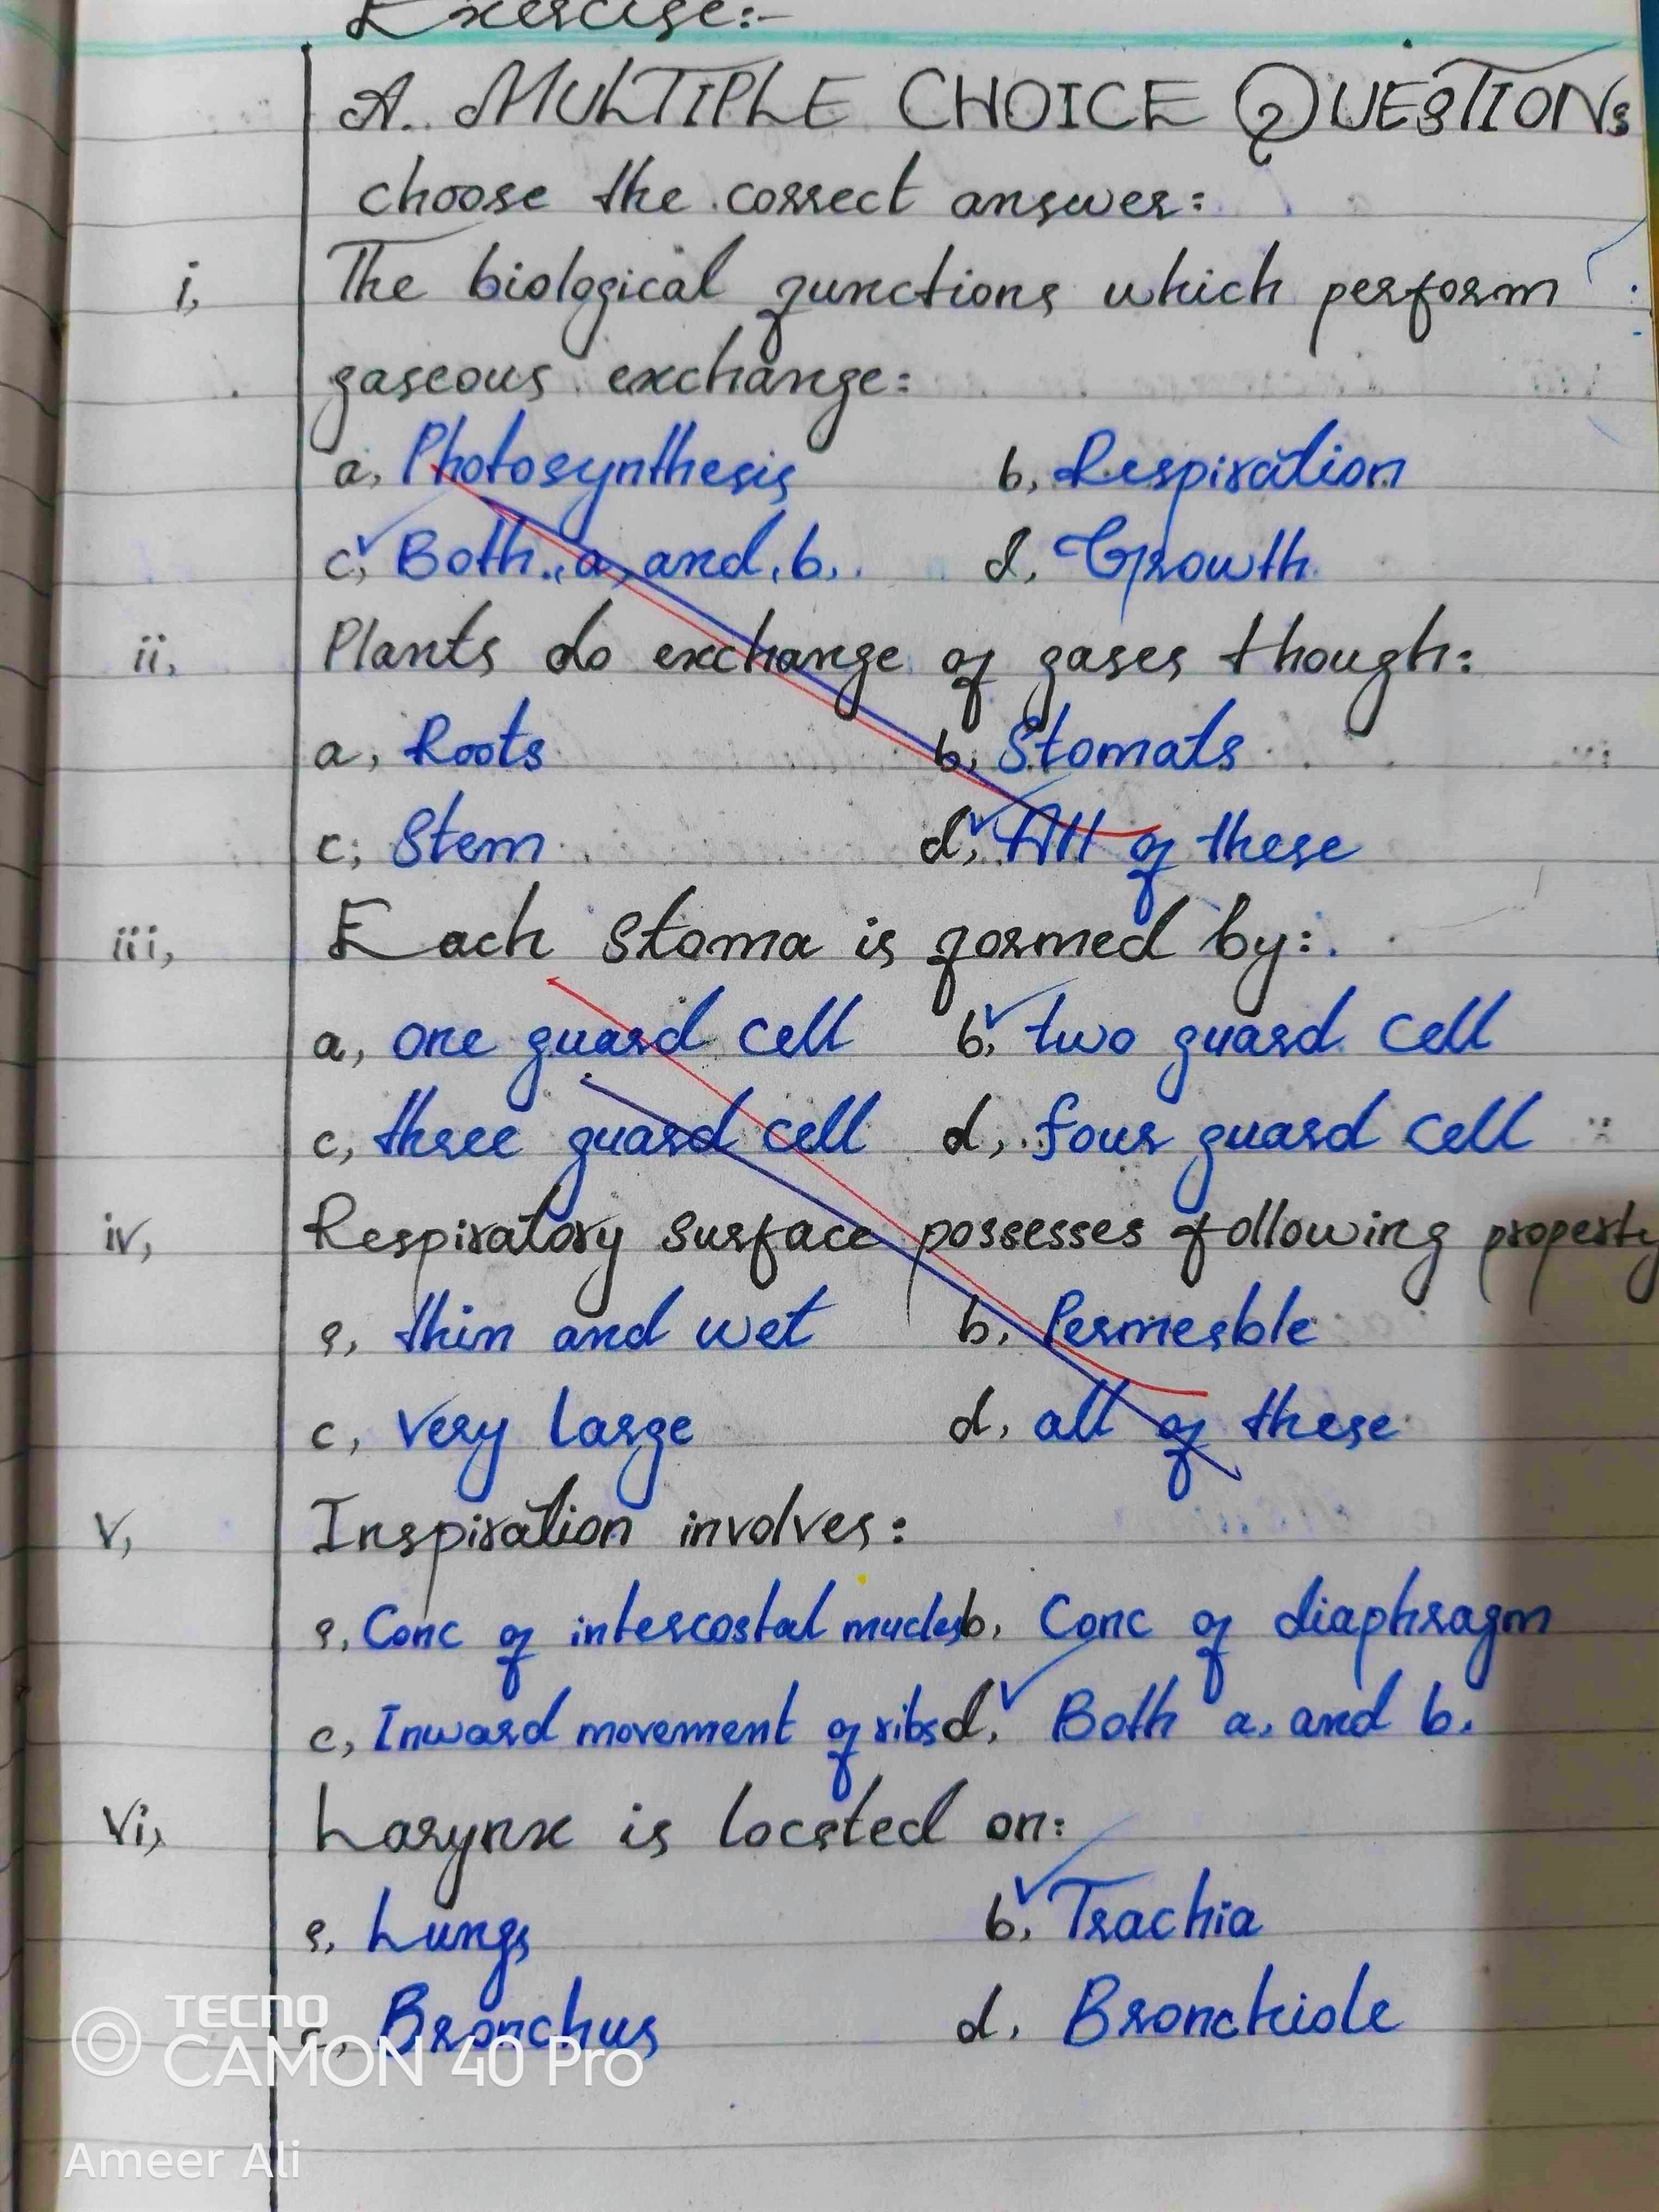 Exercise:-
A. MULTIPLE CHOICE QUESTIONS
choose the correct answer:
i, The biological functions which perform
gaseous exchange:
a, Photosynthesis b, Respiration
c, Both a, and, b, d, Growth
ii, Plants do exchange of gases though:
a, Roots b, Stomats
c, Stem d, All of these
iii, Each stoma is formed by:
a, one guard cell b, two guard cell
c, three guard cell d, four guard cell
iv, Respiratory surface possesses following property
a, thin and wet b, Permeable
c, very large d, all of these
v, Inspiration involves:
a, Conc of intercostal mucles b, Conc of diaphragm
c, Inward movement of ribs d, Both a, and b,
vi, Larynx is located on:
a, Lungs b, Trachia
c, Bronchus d, Bronchiole
TECNO
CAMON 40 Pro
Ameer Ali